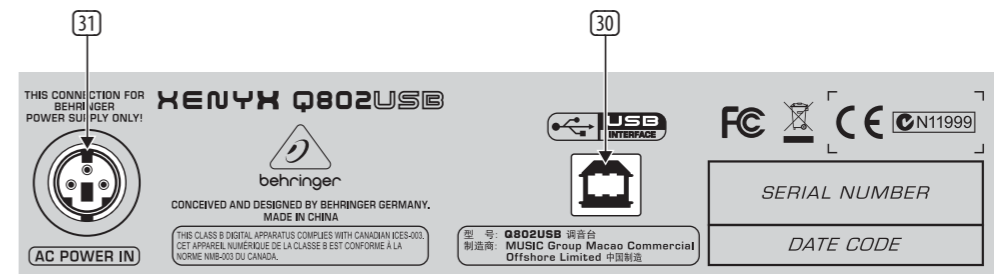 31
30
THIS CONNECTION FOR
BEHRINGER
POWER SUPPLY ONLY!
AC POWER IN
XENYX Q802USB
behringer
CONCEIVED AND DESIGNED BY BEHRINGER GERMANY.
MADE IN CHINA
THIS CLASS B DIGITAL APPARATUS COMPLIES WITH CANADIAN ICES-003.
CET APPAREIL NUMÉRIQUE DE LA CLASSE B EST CONFORME À LA
NORME NMB-003 DU CANADA.
USB
INTERFACE
型 号: Q802USB 调音台
制造商: MUSIC Group Macao Commercial
Offshore Limited 中国制造
FC CE N11999
SERIAL NUMBER
DATE CODE